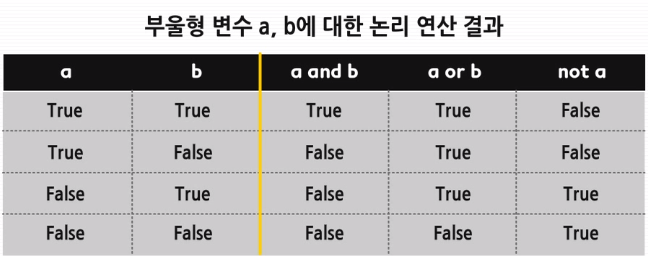 부울형 변수 a, b에 대한 논리 연산 결과
a b a and b a or b not a
True True True True False
True False False True False
False True False True True
False False False False True